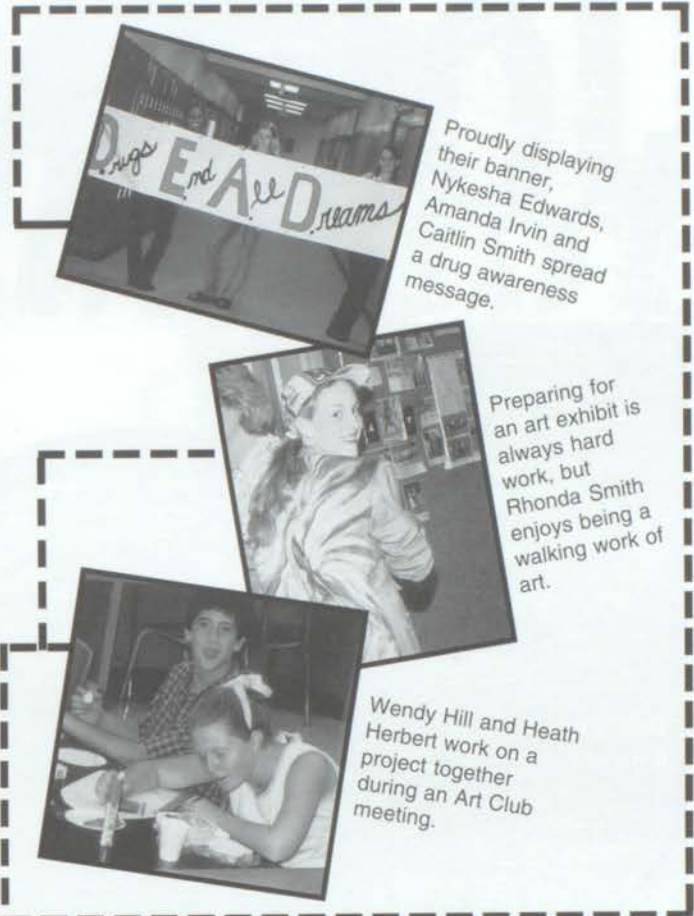 Drugs End All Dreams
Proudly displaying
their banner,
Nykesha Edwards,
Amanda Irvin and
Caitlin Smith spread
a drug awareness
message.
Preparing for
an art exhibit is
always hard
work, but
Rhonda Smith
enjoys being a
walking work of
art.
Wendy Hill and Heath
Herbert work on a
project together
during an Art Club
meeting.